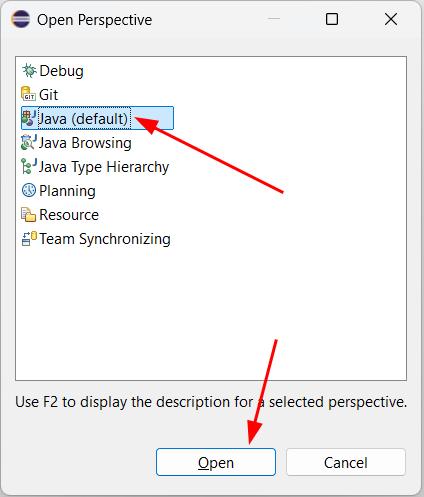 Open Perspective
Debug
Git
Java (default)
Java Browsing
Java Type Hierarchy
Planning
Resource
Team Synchronizing
Use F2 to display the description for a selected perspective.
Open
Cancel